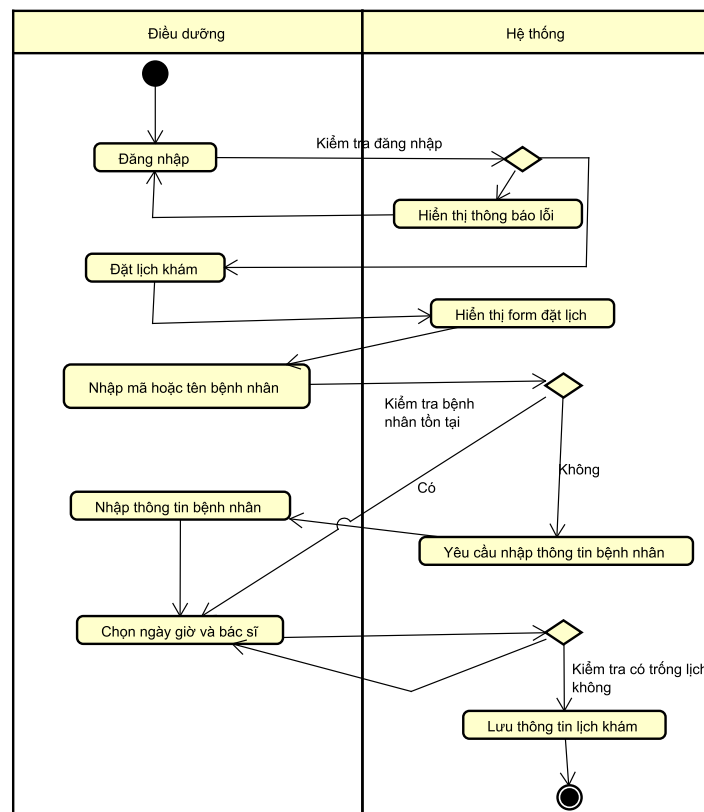 Điều dưỡng
Hệ thống
Kiểm tra đăng nhập
Đăng nhập
Hiển thị thông báo lỗi
Đặt lịch khám
Hiển thị form đặt lịch
Nhập mã hoặc tên bệnh nhân
Kiểm tra bệnh
nhân tồn tại
Không
Có
Nhập thông tin bệnh nhân
Yêu cầu nhập thông tin bệnh nhân
Chọn ngày giờ và bác sĩ
Kiểm tra có trống lịch
không
Lưu thông tin lịch khám